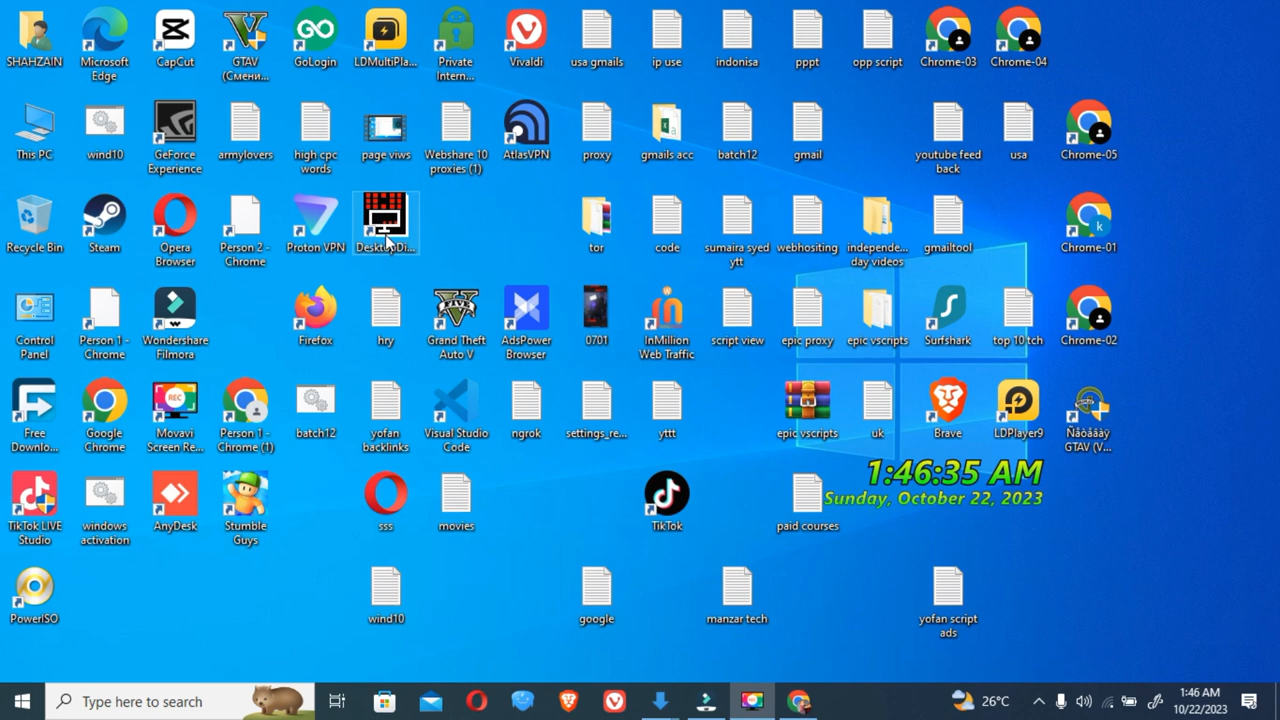 SHAHZAIN
Microsoft
Edge
CapCut
GTAV
(Смени...
GoLogin
LDMultiPla...
Private
Intern...
Vivaldi
usa gmails
ip use
indonisa
pppt
opp script
Chrome-03
Chrome-04
This PC
wind10
GeForce
Experience
armylovers
high cpc
words
page viws
Webshare 10
proxies (1)
AtlasVPN
proxy
gmails acc
batch12
gmail
youtube feed
back
usa
Chrome-05
Recycle Bin
Steam
Opera
Browser
Person 2 -
Chrome
Proton VPN
DesktopDi...
tor
code
sumaira syed
ytt
webhositing
independe...
day videos
gmailtool
Chrome-01
Control
Panel
Person 1 -
Chrome
Wondershare
Filmora
Firefox
hry
Grand Theft
Auto V
AdsPower
Browser
0701
InMillion
Web Traffic
script view
epic proxy
epic vscripts
Surfshark
top 10 tch
Chrome-02
Free
Downlo...
Google
Chrome
Movavi
Screen Re...
Person 1 -
Chrome (1)
batch12
yofan
backlinks
Visual Studio
Code
ngrok
settings_re...
yttt
epic vscripts
uk
Brave
LDPlayer9
Ñåòåâàÿ
GTAV (V...
1:46:35 AM
Sunday, October 22, 2023
TikTok LIVE
Studio
windows
activation
AnyDesk
Stumble
Guys
sss
movies
TikTok
paid courses
PowerISO
wind10
google
manzar tech
yofan script
ads
Type here to search
26°C
1:46 AM
10/22/2023